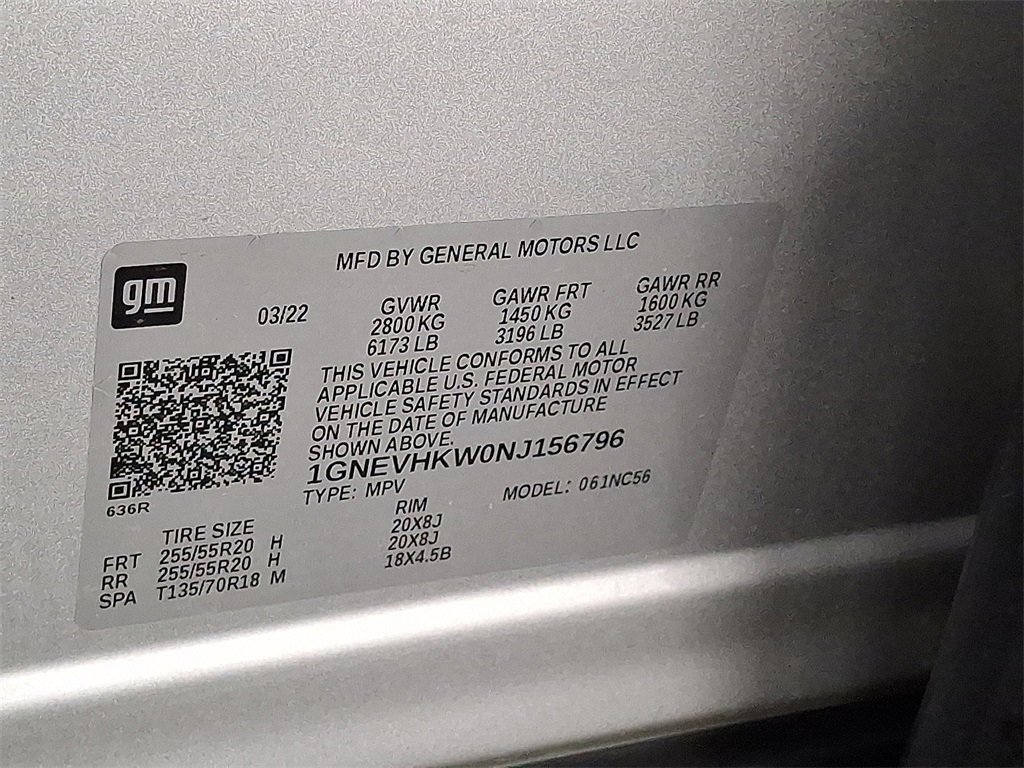 MFD BY GENERAL MOTORS LLC
gm
03/22
GVWR GAWR FRT GAWR RR
2800 KG 1450 KG 1600 KG
6173 LB 3196 LB 3527 LB
THIS VEHICLE CONFORMS TO ALL
APPLICABLE U.S. FEDERAL MOTOR
VEHICLE SAFETY STANDARDS IN EFFECT
ON THE DATE OF MANUFACTURE
SHOWN ABOVE.
1GNEVHKW0NJ156796
TYPE: MPV MODEL: 061NC56
636R
TIRE SIZE RIM
FRT 255/55R20 H 20X8J
RR 255/55R20 H 20X8J
SPA T135/70R18 M 18X4.5B